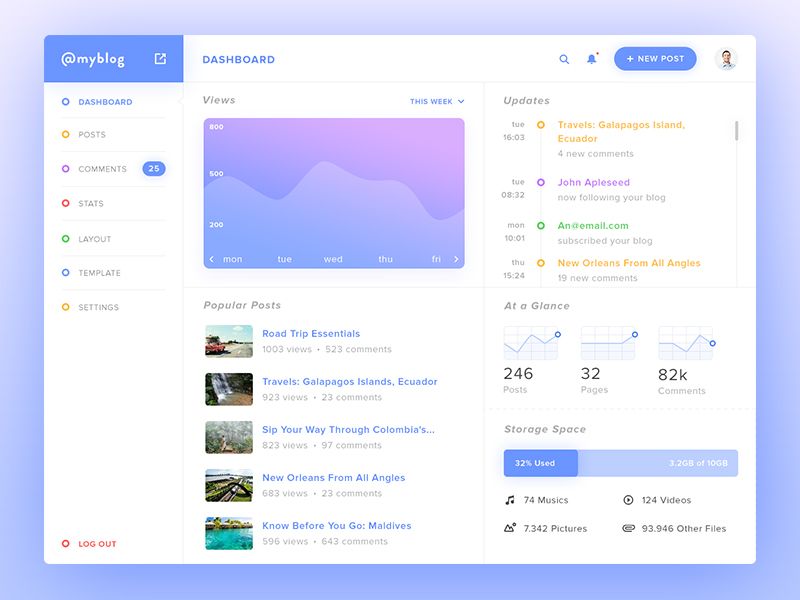 @myblog
DASHBOARD
+ NEW POST
DASHBOARD
POSTS
COMMENTS 25
STATS
LAYOUT
TEMPLATE
SETTINGS
LOG OUT
Views
THIS WEEK
800
500
200
mon tue wed thu fri
Updates
tue
16:03
Travels: Galapagos Island,
Ecuador
4 new comments
tue
08:32
John Apleseed
now following your blog
mon
10:01
An@email.com
subscribed your blog
thu
15:24
New Orleans From All Angles
19 new comments
Popular Posts
Road Trip Essentials
1003 views • 523 comments
Travels: Galapagos Islands, Ecuador
923 views • 23 comments
Sip Your Way Through Colombia's...
823 views • 97 comments
New Orleans From All Angles
683 views • 23 comments
Know Before You Go: Maldives
596 views • 643 comments
At a Glance
246
Posts
32
Pages
82k
Comments
Storage Space
32% Used 3.2GB of 10GB
74 Musics 124 Videos
7.342 Pictures 93.946 Other Files